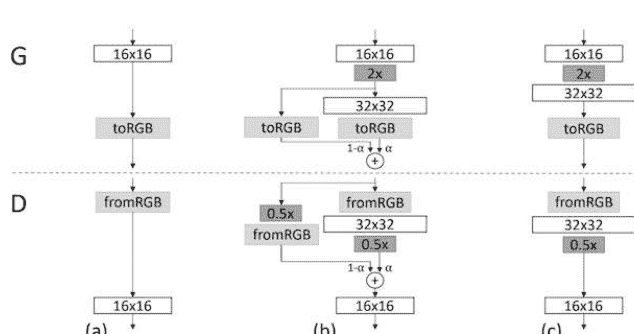 G
16x16
toRGB
16x16
2x
32x32
toRGB
toRGB
1-α
α
+
16x16
2x
32x32
toRGB
D
fromRGB
16x16
(a)
0.5x
fromRGB
fromRGB
32x32
0.5x
1-α
α
+
16x16
(b)
fromRGB
32x32
0.5x
16x16
(c)